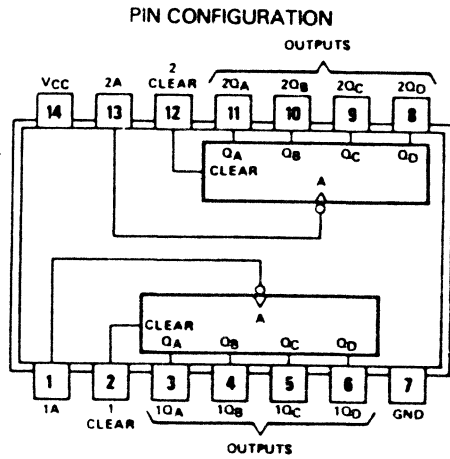 PIN CONFIGURATION
OUTPUTS
VCC 2A 2 CLEAR 2QA 2QB 2QC 2QD
14 13 12 11 10 9 8
QA QB QC QD
CLEAR
A
A
CLEAR
QA QB QC QD
1 2 3 4 5 6 7
1A 1 CLEAR 1QA 1QB 1QC 1QD GND
OUTPUTS